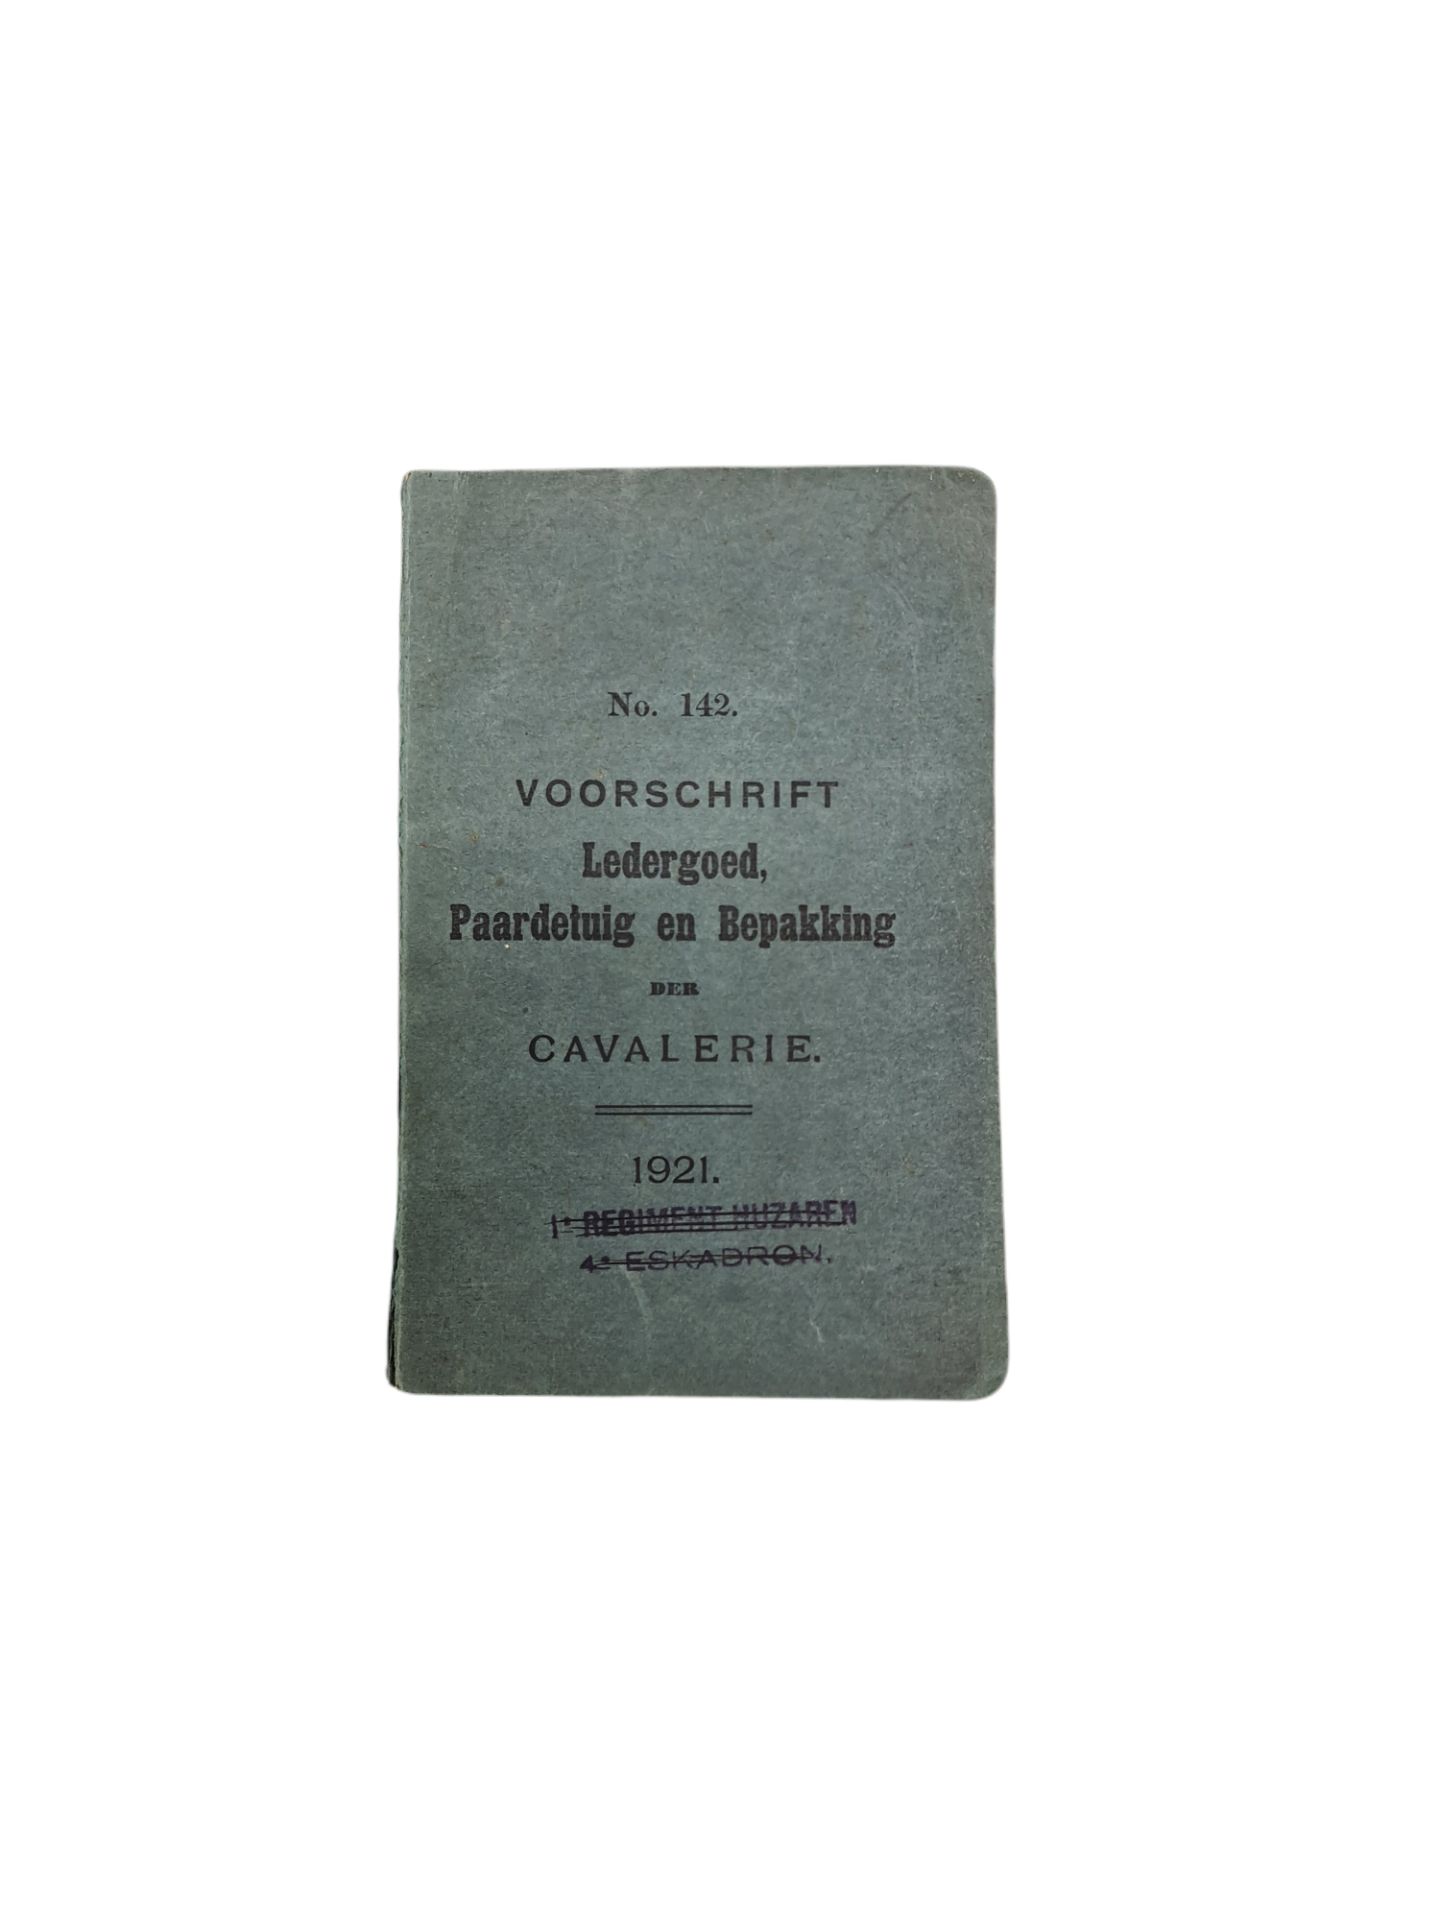 No. 142.
VOORSCHRIFT
Ledergoed,
Paardetuig en Bepakking
DER
CAVALERIE.
1921.
1e REGIMENT HUZAREN
4e ESKADRON.